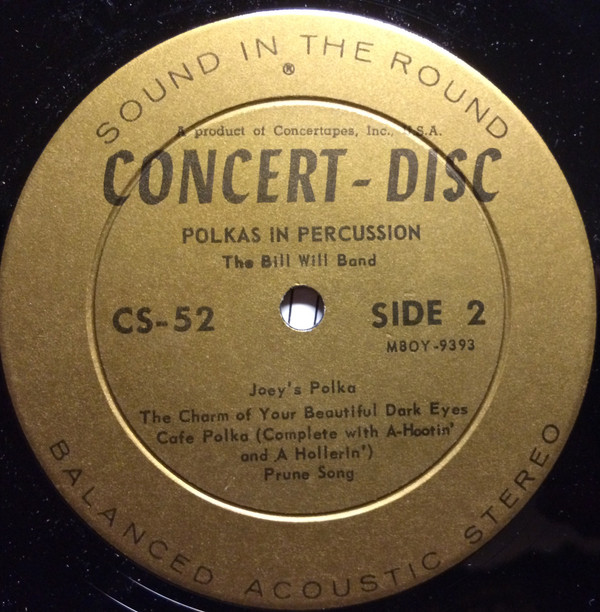 SOUND IN THE ROUND
®
A product of Concertapes, Inc., U.S.A.
CONCERT-DISC
POLKAS IN PERCUSSION
The Bill Will Band
CS-52
SIDE 2
M8OY-9393
Joey's Polka
The Charm of Your Beautiful Dark Eyes
Cafe Polka (Complete with A-Hootin'
and A Hollerin')
Prune Song
BALANCED ACOUSTIC STEREO